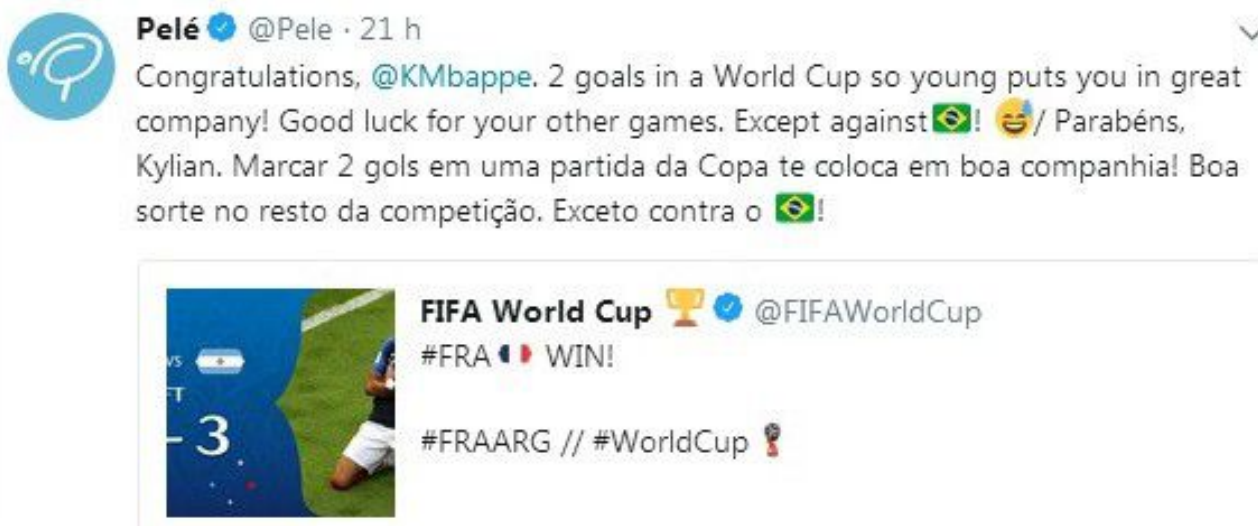 Pelé @Pele · 21 h
Congratulations, @KMbappe. 2 goals in a World Cup so young puts you in great
company! Good luck for your other games. Except against 🇧🇷! 😅/ Parabéns,
Kylian. Marcar 2 gols em uma partida da Copa te coloca em boa companhia! Boa
sorte no resto da competição. Exceto contra o 🇧🇷!
FIFA World Cup 🏆 @FIFAWorldCup
#FRA 🇫🇷 WIN!
#FRAARG // #WorldCup
VS
FT
- 3